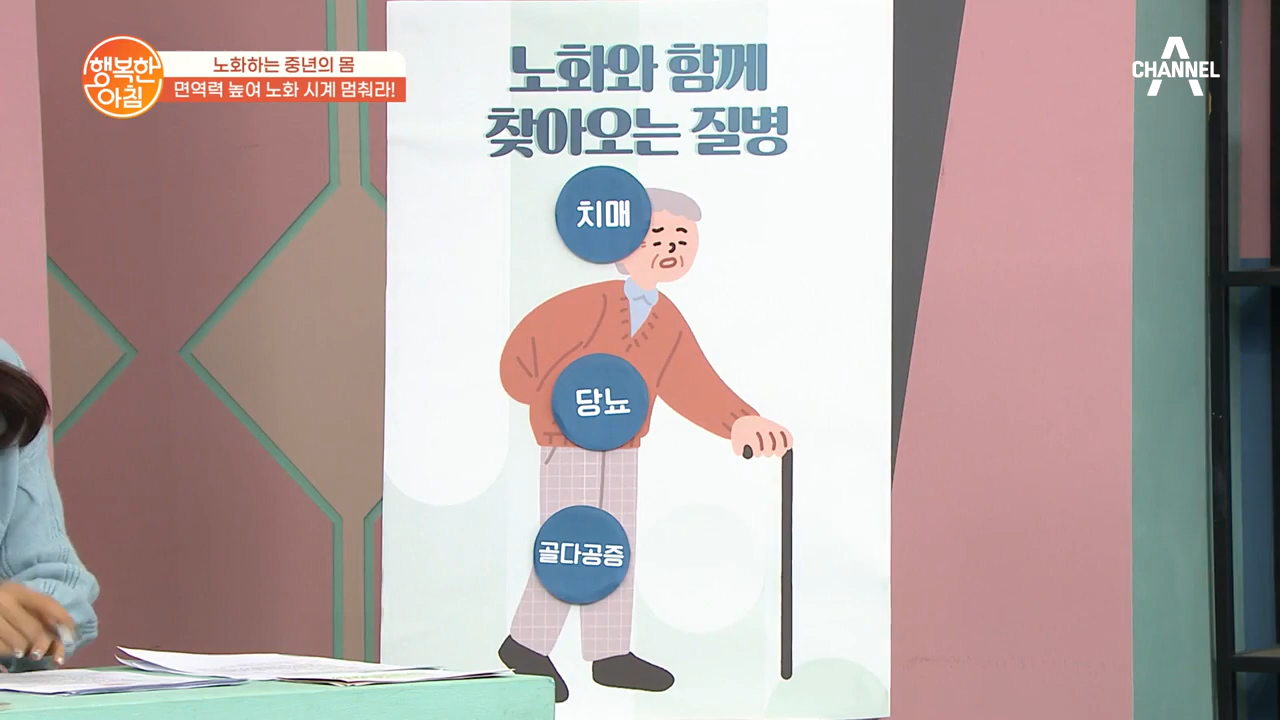 행복한
아침
노화하는 중년의 몸
면역력 높여 노화 시계 멈춰라!
CHANNEL A
노화와 함께
찾아오는 질병
치매
당뇨
골다공증